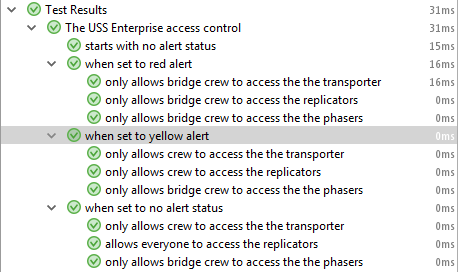 Test Results 31ms
The USS Enterprise access control 31ms
starts with no alert status 15ms
when set to red alert 16ms
only allows bridge crew to access the the transporter 16ms
only allows bridge crew to access the replicators 0ms
only allows bridge crew to access the the phasers 0ms
when set to yellow alert 0ms
only allows crew to access the the transporter 0ms
only allows crew to access the replicators 0ms
only allows bridge crew to access the the phasers 0ms
when set to no alert status 0ms
only allows crew to access the the transporter 0ms
allows everyone to access the replicators 0ms
only allows bridge crew to access the the phasers 0ms